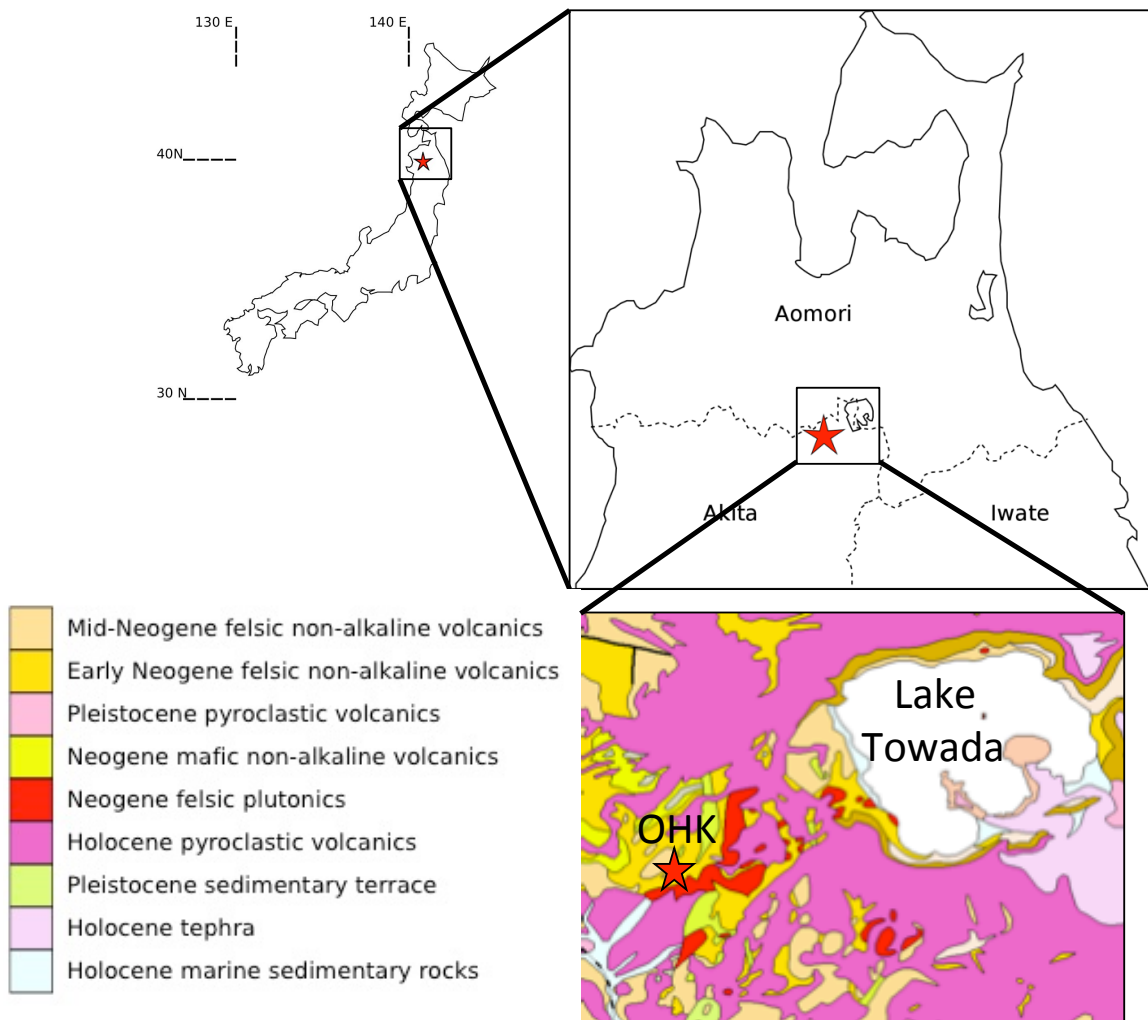 130 E
140 E
40N
30 N
Aomori
Akita
Iwate
Mid-Neogene felsic non-alkaline volcanics
Early Neogene felsic non-alkaline volcanics
Pleistocene pyroclastic volcanics
Neogene mafic non-alkaline volcanics
Neogene felsic plutonics
Holocene pyroclastic volcanics
Pleistocene sedimentary terrace
Holocene tephra
Holocene marine sedimentary rocks
Lake
Towada
OHK